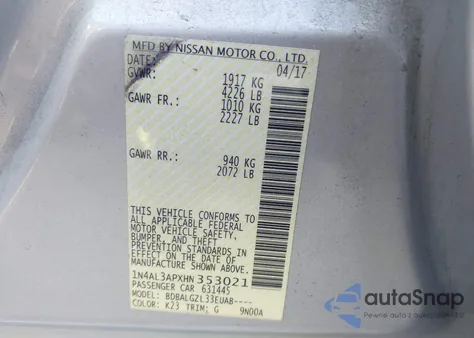 MFD BY NISSAN MOTOR CO., LTD.
DATE: 04/17
GVWR: 1917 KG
4226 LB
GAWR FR.: 1010 KG
2227 LB
GAWR RR.: 940 KG
2072 LB
THIS VEHICLE CONFORMS TO
ALL APPLICABLE FEDERAL
MOTOR VEHICLE SAFETY,
BUMPER, AND THEFT
PREVENTION STANDARDS IN
EFFECT ON THE DATE OF
MANUFACTURE SHOWN ABOVE.
1N4AL3APXHN353021
PASSENGER CAR 631445
MODEL: BDBALGZL33EUAB----
COLOR: K23 TRIM: G 9N00A
autoSnap